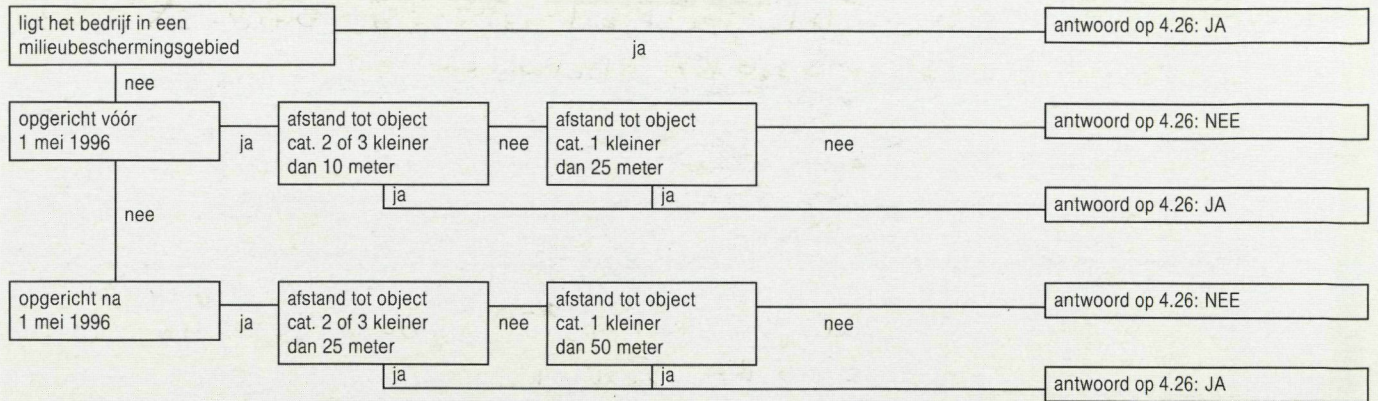 ligt het bedrijf in een
milieubeschermingsgebied
ja
antwoord op 4.26: JA
nee
opgericht vóór
1 mei 1996
ja
afstand tot object
cat. 2 of 3 kleiner
dan 10 meter
nee
afstand tot object
cat. 1 kleiner
dan 25 meter
nee
antwoord op 4.26: NEE
ja
ja
antwoord op 4.26: JA
nee
opgericht na
1 mei 1996
ja
afstand tot object
cat. 2 of 3 kleiner
dan 25 meter
nee
afstand tot object
cat. 1 kleiner
dan 50 meter
nee
antwoord op 4.26: NEE
ja
ja
antwoord op 4.26: JA